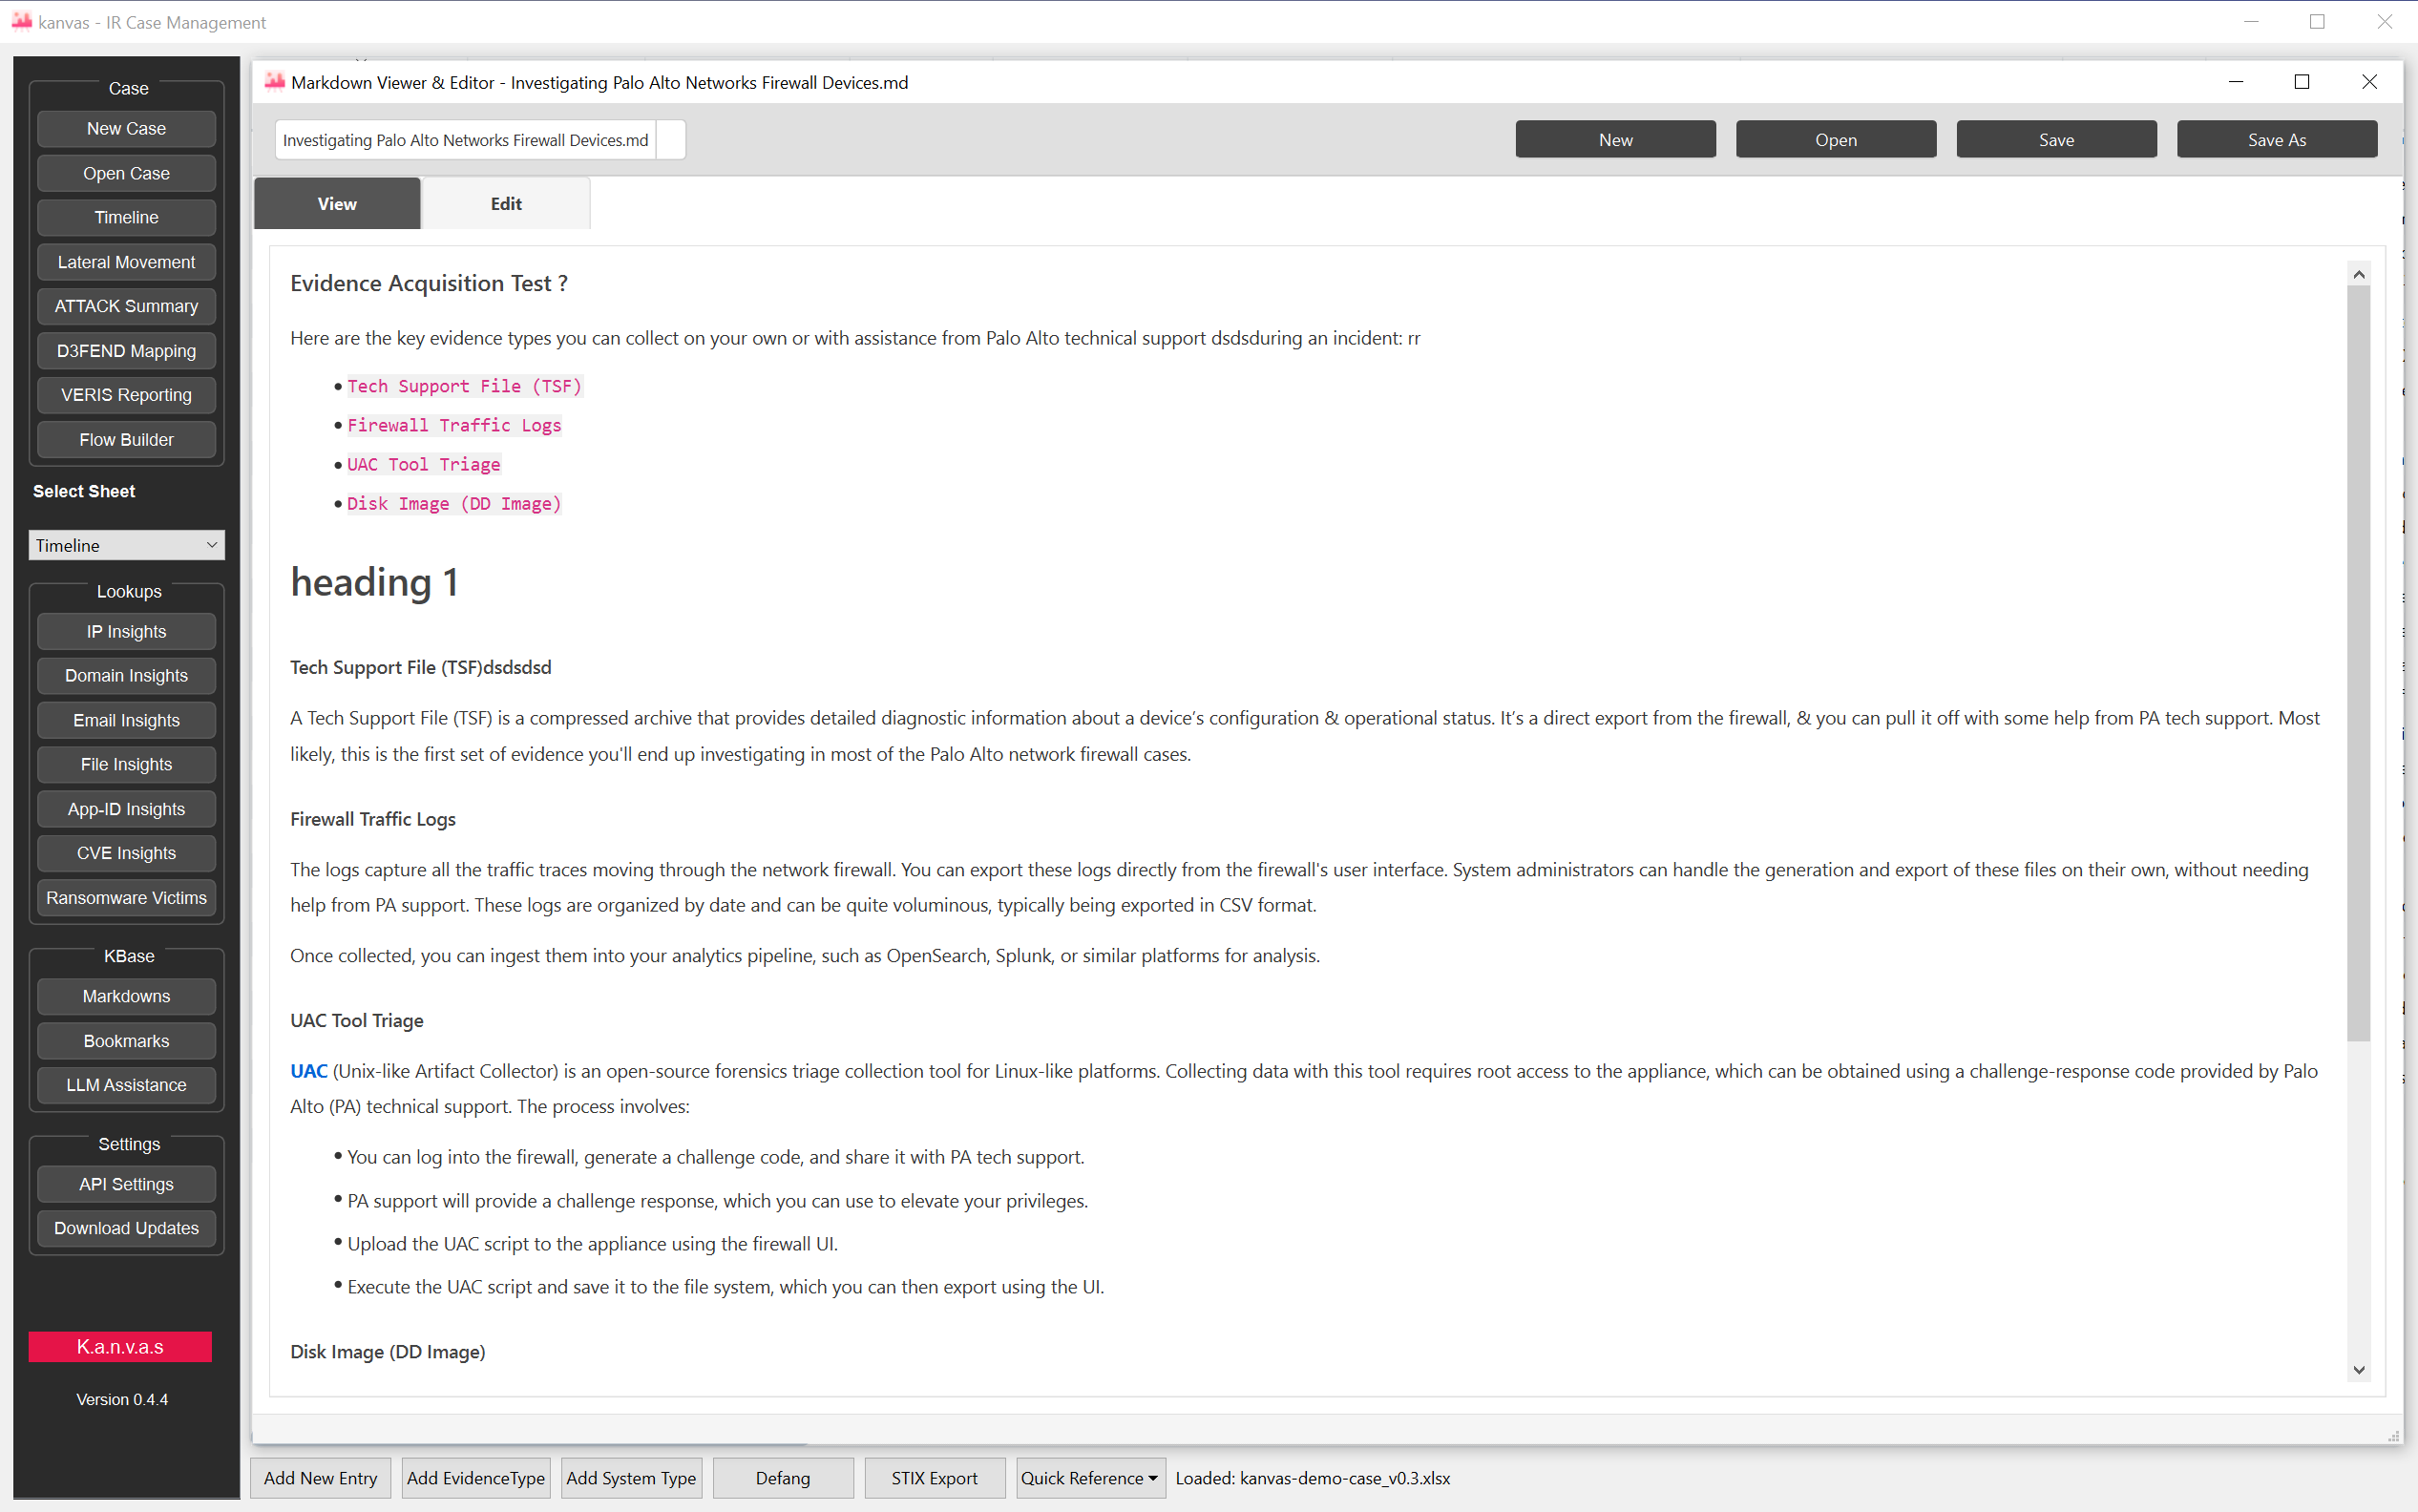 kanvas - IR Case Management
Case
New Case
Open Case
Timeline
Lateral Movement
ATTACK Summary
D3FEND Mapping
VERIS Reporting
Flow Builder
Select Sheet
Timeline
Lookups
IP Insights
Domain Insights
Email Insights
File Insights
App-ID Insights
CVE Insights
Ransomware Victims
KBase
Markdowns
Bookmarks
LLM Assistance
Settings
API Settings
Download Updates
K.a.n.v.a.s
Version 0.4.4
Markdown Viewer & Editor - Investigating Palo Alto Networks Firewall Devices.md
Investigating Palo Alto Networks Firewall Devices.md
New
Open
Save
Save As
View
Edit
Evidence Acquisition Test ?
Here are the key evidence types you can collect on your own or with assistance from Palo Alto technical support dsdsduring an incident: rr
• Tech Support File (TSF)
• Firewall Traffic Logs
• UAC Tool Triage
• Disk Image (DD Image)
heading 1
Tech Support File (TSF)dsdsdsd
A Tech Support File (TSF) is a compressed archive that provides detailed diagnostic information about a device’s configuration & operational status. It’s a direct export from the firewall, & you can pull it off with some help from PA tech support. Most
likely, this is the first set of evidence you'll end up investigating in most of the Palo Alto network firewall cases.
Firewall Traffic Logs
The logs capture all the traffic traces moving through the network firewall. You can export these logs directly from the firewall's user interface. System administrators can handle the generation and export of these files on their own, without needing
help from PA support. These logs are organized by date and can be quite voluminous, typically being exported in CSV format.
Once collected, you can ingest them into your analytics pipeline, such as OpenSearch, Splunk, or similar platforms for analysis.
UAC Tool Triage
UAC (Unix-like Artifact Collector) is an open-source forensics triage collection tool for Linux-like platforms. Collecting data with this tool requires root access to the appliance, which can be obtained using a challenge-response code provided by Palo
Alto (PA) technical support. The process involves:
• You can log into the firewall, generate a challenge code, and share it with PA tech support.
• PA support will provide a challenge response, which you can use to elevate your privileges.
• Upload the UAC script to the appliance using the firewall UI.
• Execute the UAC script and save it to the file system, which you can then export using the UI.
Disk Image (DD Image)
Add New Entry
Add EvidenceType
Add System Type
Defang
STIX Export
Quick Reference
Loaded: kanvas-demo-case_v0.3.xlsx